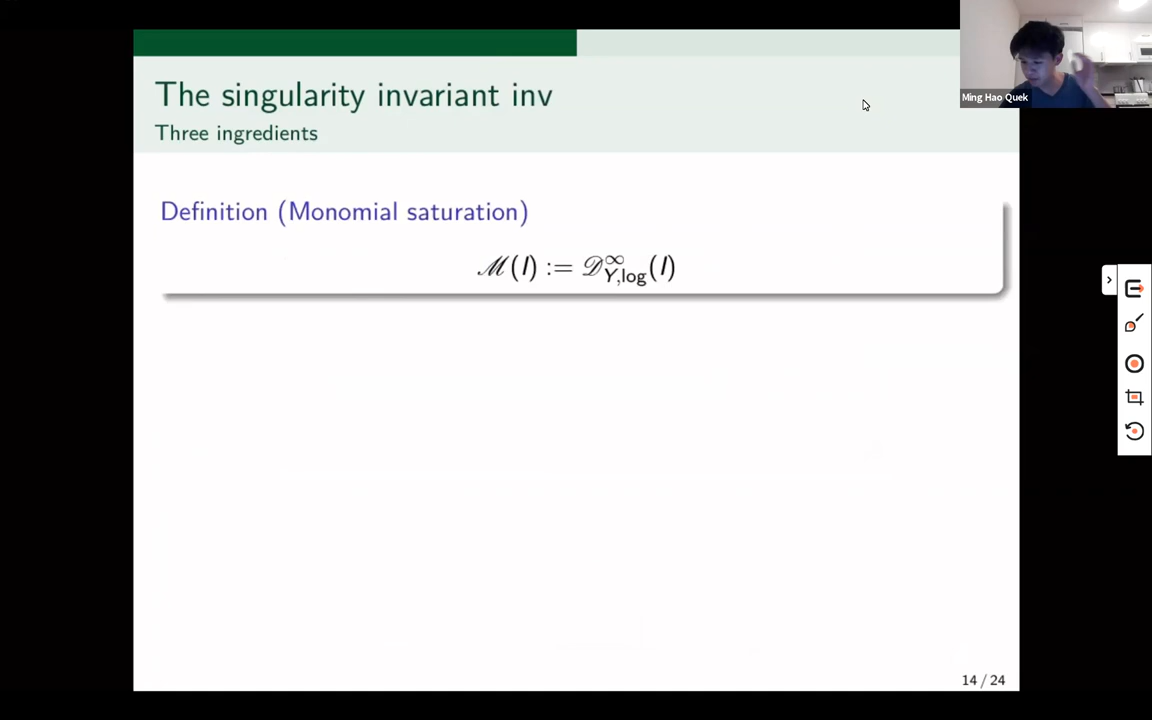 The singularity invariant inv
Three ingredients
Ming Hao Quek
Definition (Monomial saturation)
ℳ(I) := 𝒟^∞_{Y,log}(I)
14 / 24